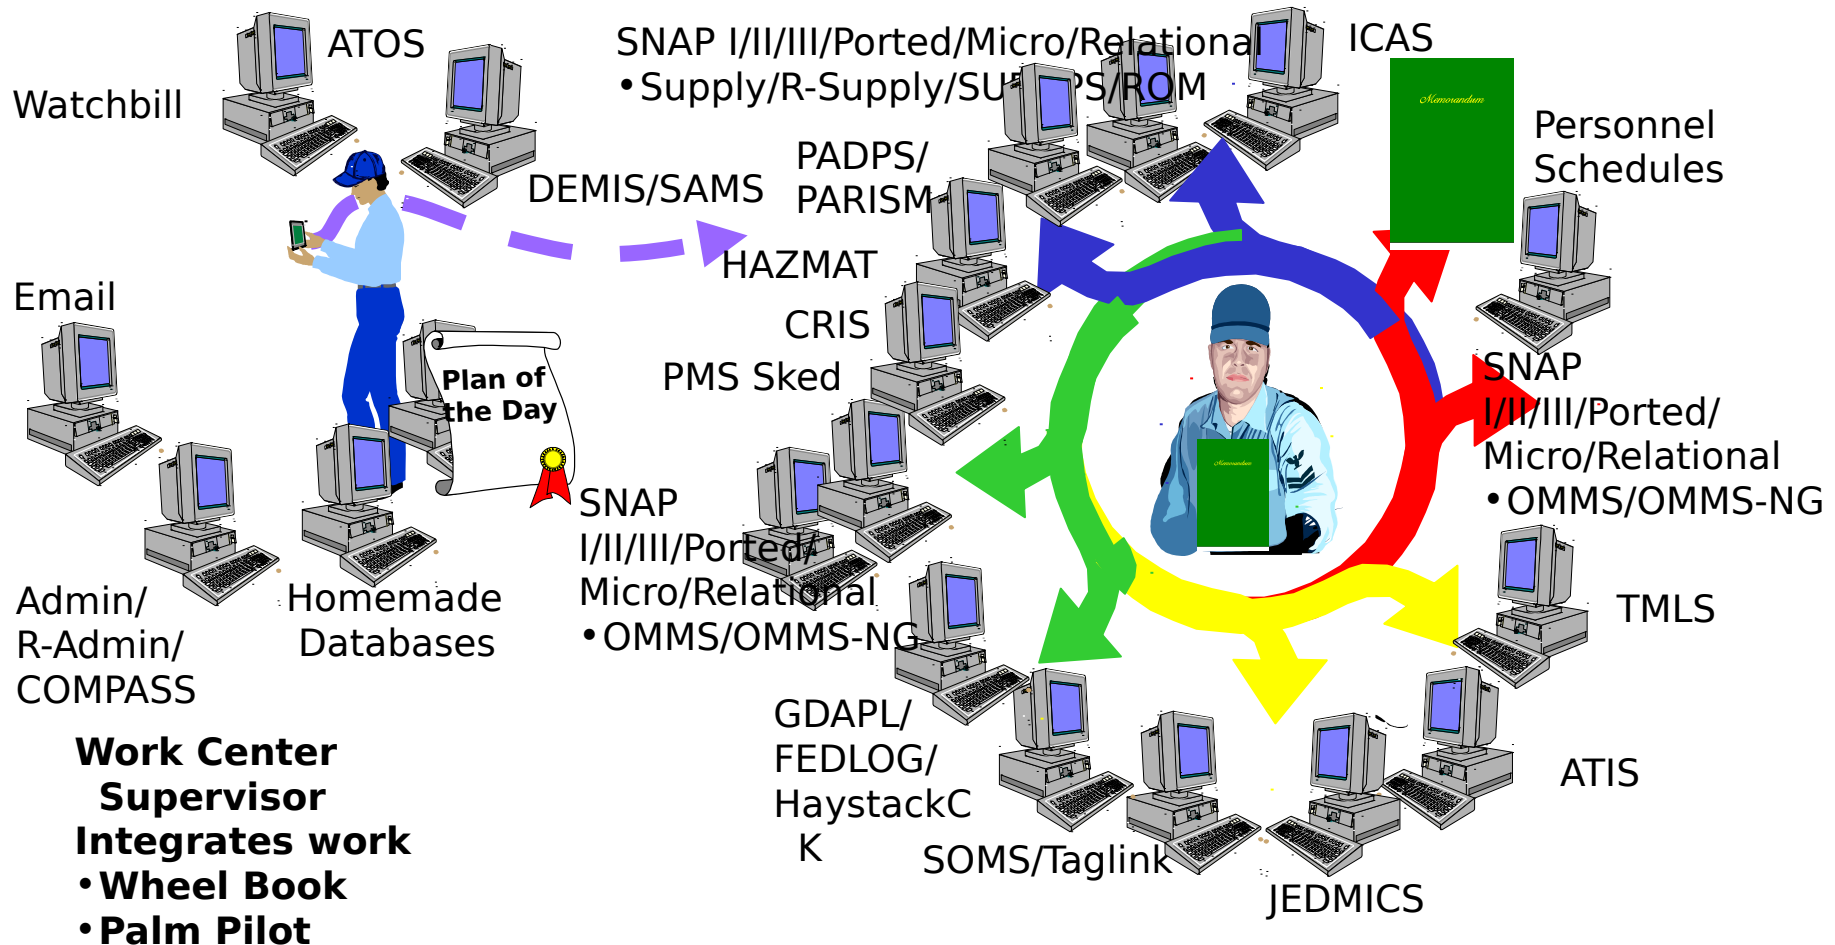 ATOS
Watchbill
DEMIS/SAMS
Email
Plan of
the Day
Admin/
R-Admin/
COMPASS
Homemade
Databases
Work Center
Supervisor
Integrates work
•Wheel Book
•Palm Pilot
SNAP I/II/III/Ported/Micro/Relational
•Supply/R-Supply/SUPADPS/ROM
ICAS
Memorandum
Personnel
Schedules
PADPS/
PARISM
HAZMAT
CRIS
PMS Sked
SNAP
I/II/III/Ported/
Micro/Relational
•OMMS/OMMS-NG
Memorandum
SNAP
I/II/III/Ported/
Micro/Relational
•OMMS/OMMS-NG
TMLS
GDAPL/
FEDLOG/
HaystackC
K
ATIS
SOMS/Taglink
JEDMICS